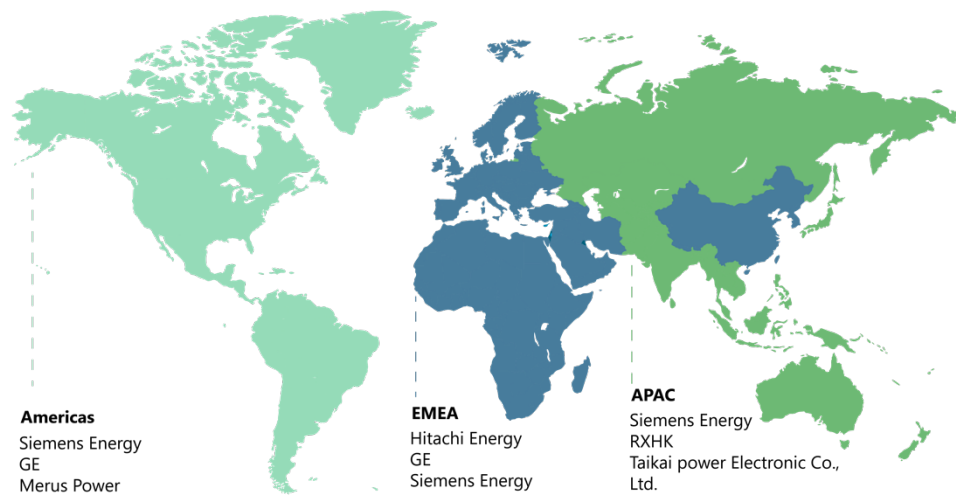 Americas
Siemens Energy
GE
Merus Power
EMEA
Hitachi Energy
GE
Siemens Energy
APAC
Siemens Energy
RXHK
Taikai power Electronic Co.,
Ltd.